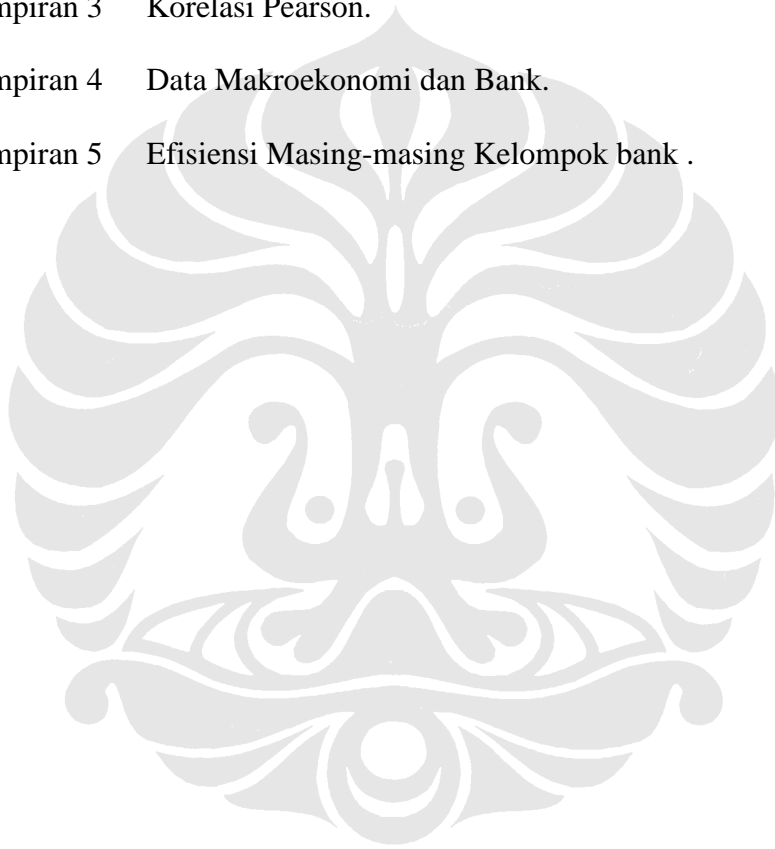 mpiran 3 Korelasi Pearson.
mpiran 4 Data Makroekonomi dan Bank.
mpiran 5 Efisiensi Masing-masing Kelompok bank .